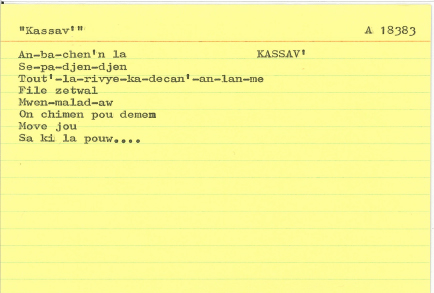 "Kassav'" A 18383
An-ba-chen'n la KASSAV'
Se-pa-djen-djen
Tout'-la-rivye-ka-decan'-an-lan-me
File zetwal
Mwen-malad-aw
On chimen pou demem
Move jou
Sa ki la pouw....